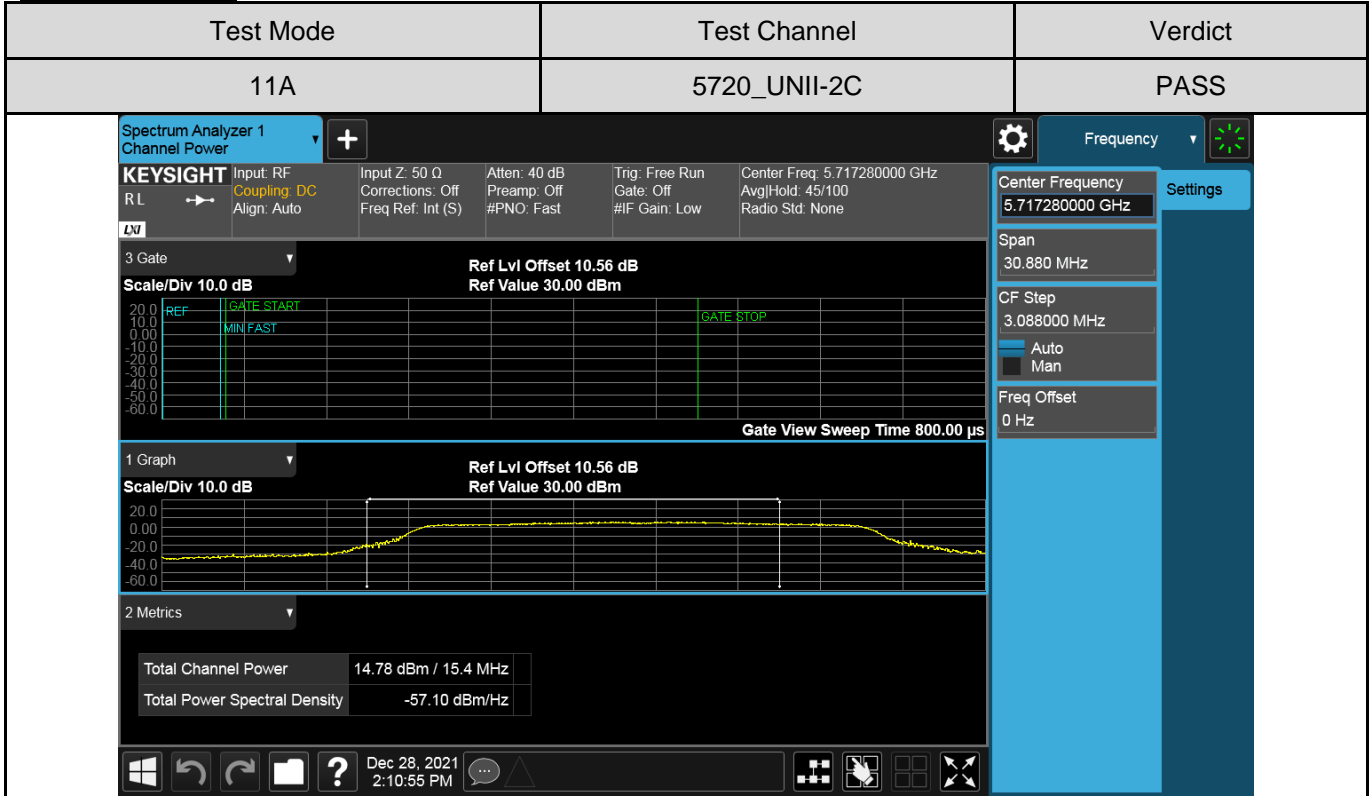 Test Mode Test Channel Verdict
11A 5720_UNII-2C PASS
Spectrum Analyzer 1
Channel Power
+
Frequency
KEYSIGHT Input: RF Input Z: 50 Ω Atten: 40 dB Trig: Free Run Center Freq: 5.717280000 GHz
RL Coupling: DC Corrections: Off Preamp: Off Gate: Off Avg|Hold: 45/100
Align: Auto Freq Ref: Int (S) #PNO: Fast #IF Gain: Low Radio Std: None
LXI
Center Frequency
5.717280000 GHz
Settings
Span
30.880 MHz
CF Step
3.088000 MHz
Auto
Man
Freq Offset
0 Hz
3 Gate
Ref Lvl Offset 10.56 dB
Scale/Div 10.0 dB Ref Value 30.00 dBm
20.0
10.0
0.00
-10.0
-20.0
-30.0
-40.0
-50.0
-60.0
REF
GATE START
MIN FAST
GATE STOP
Gate View Sweep Time 800.00 µs
1 Graph
Ref Lvl Offset 10.56 dB
Scale/Div 10.0 dB Ref Value 30.00 dBm
20.0
0.00
-20.0
-40.0
-60.0
2 Metrics
Total Channel Power 14.78 dBm / 15.4 MHz
Total Power Spectral Density -57.10 dBm/Hz
? Dec 28, 2021
2:10:55 PM